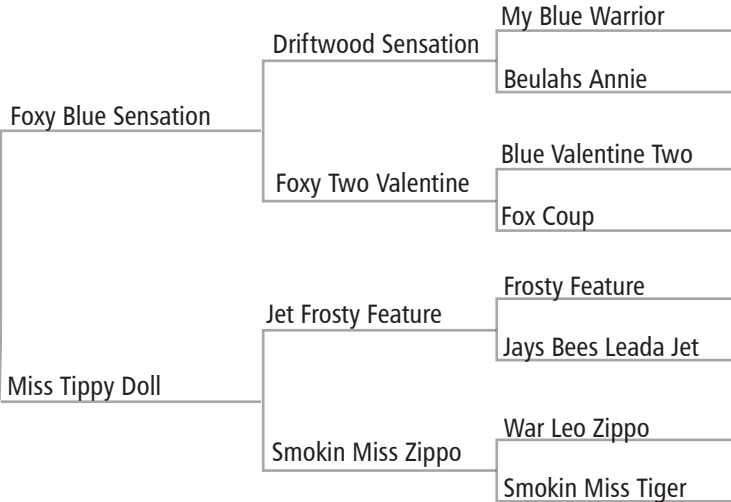 My Blue Warrior
Driftwood Sensation
Beulahs Annie
Foxy Blue Sensation
Blue Valentine Two
Foxy Two Valentine
Fox Coup
Frosty Feature
Jet Frosty Feature
Jays Bees Leada Jet
Miss Tippy Doll
War Leo Zippo
Smokin Miss Zippo
Smokin Miss Tiger